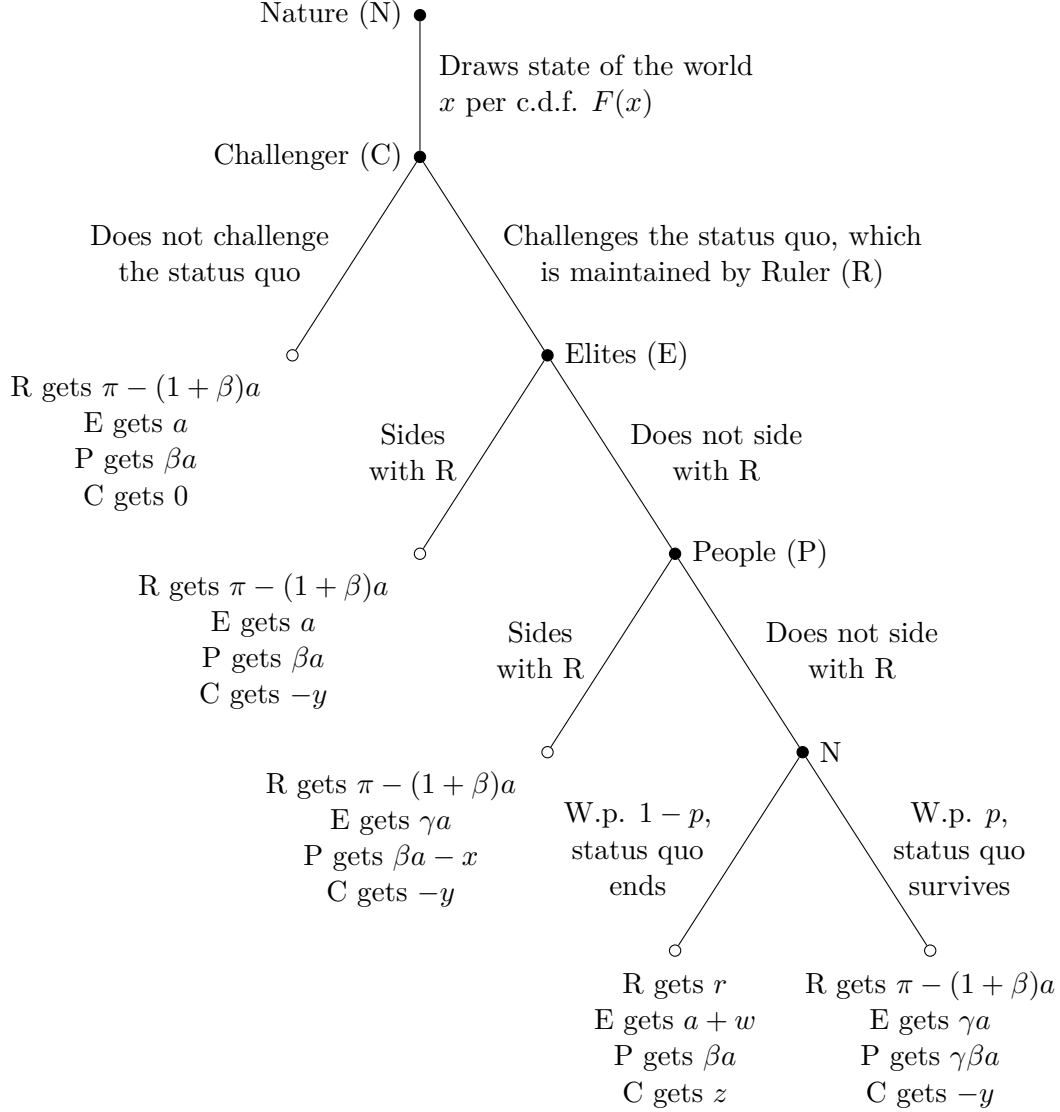 Nature (N)
Draws state of the world
x per c.d.f. F(x)
Challenger (C)
Does not challenge
the status quo
Challenges the status quo, which
is maintained by Ruler (R)
R gets π − (1 + β)a
E gets a
P gets βa
C gets 0
Elites (E)
Sides
with R
Does not side
with R
R gets π − (1 + β)a
E gets a
P gets βa
C gets −y
People (P)
Sides
with R
Does not side
with R
R gets π − (1 + β)a
E gets γa
P gets βa − x
C gets −y
N
W.p. 1 − p,
status quo
ends
W.p. p,
status quo
survives
R gets r
E gets a + w
P gets βa
C gets z
R gets π − (1 + β)a
E gets γa
P gets γβa
C gets −y